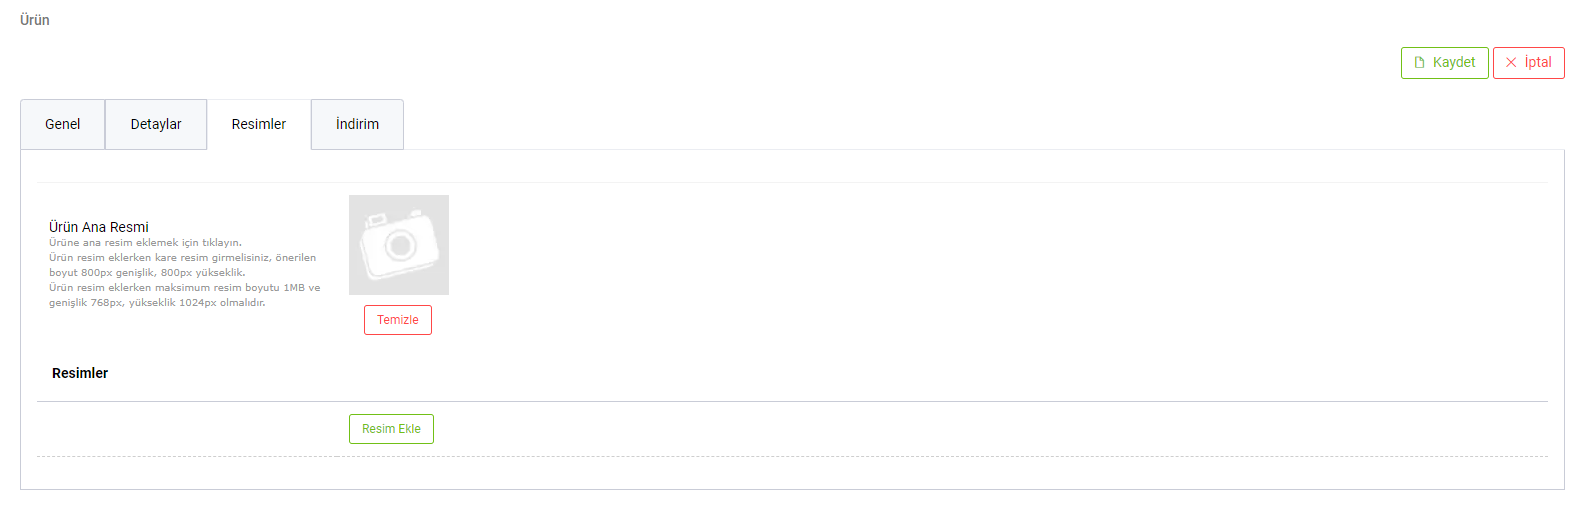 Ürün
Kaydet
İptal
Genel
Detaylar
Resimler
İndirim
Ürün Ana Resmi
Ürüne ana resim eklemek için tıklayın.
Ürün resim eklerken kare resim girmelisiniz, önerilen
boyut 800px genişlik, 800px yükseklik.
Ürün resim eklerken maksimum resim boyutu 1MB ve
genişlik 768px, yükseklik 1024px olmalıdır.
Temizle
Resimler
Resim Ekle